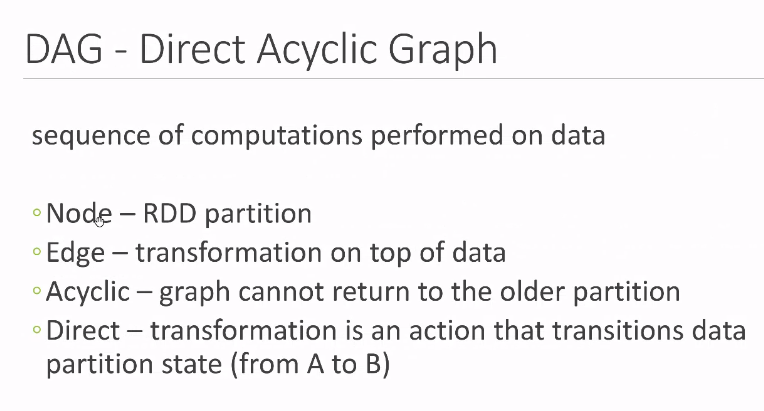 DAG - Direct Acyclic Graph
sequence of computations performed on data
◦ Node – RDD partition
◦ Edge – transformation on top of data
◦ Acyclic – graph cannot return to the older partition
◦ Direct – transformation is an action that transitions data
partition state (from A to B)